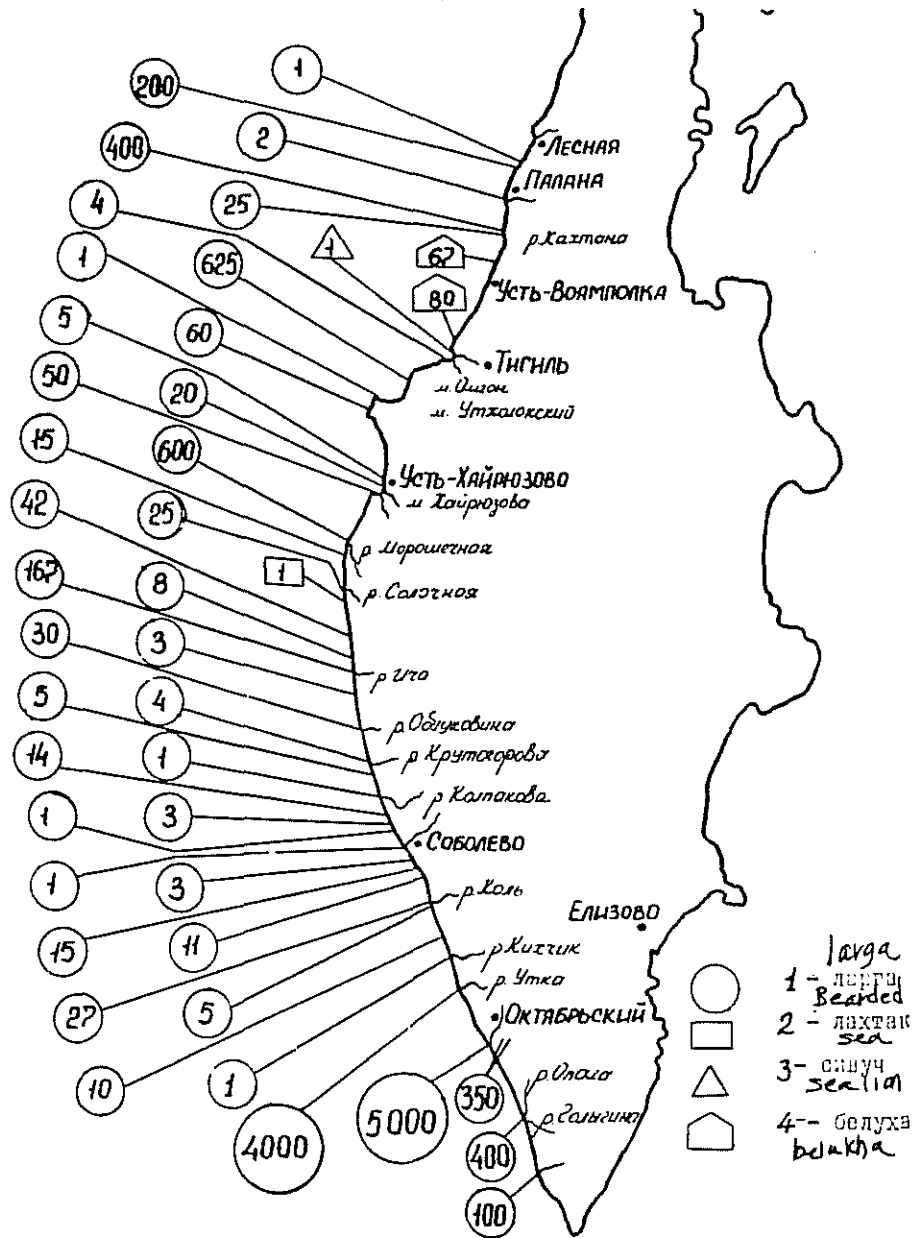 1
200
2
ЛЕСНАЯ
ПАЛАНА
400
25
4
1
67
р. Кахтана
625
80
УСТЬ-ВОЯМПОЛКА
1
5
60
ТИГИЛЬ
м. Утхолокский
50
20
15
600
УСТЬ-ХАЙРЮЗОВО
м Хайрюзова
42
25
р Морошечная
1
р. Сопочная
167
8
30
3
р Ича
5
4
р Облуковина
р Крутогорова
14
1
р Колпакова
1
3
СОБОЛЕВО
1
3
р Коль
15
11
ЕЛИЗОВО
27
5
р. Кихчик
р. Утка
ОКТЯБРЬСКИЙ
10
1
4000
5000
350
р. Опала
р. Голыгина
400
100
larga
1 - ларга
Bearded
2 - лахтак
sea
3 - сивуч
sea lion
4 - белуха
belukha